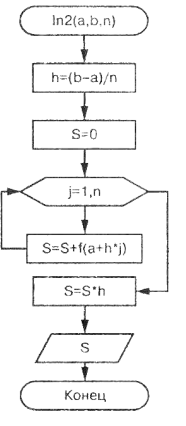 ln2(a,b,n)
h=(b-a)/n
S=0
j=1,n
S=S+f(a+h*j)
S=S*h
S
Конец